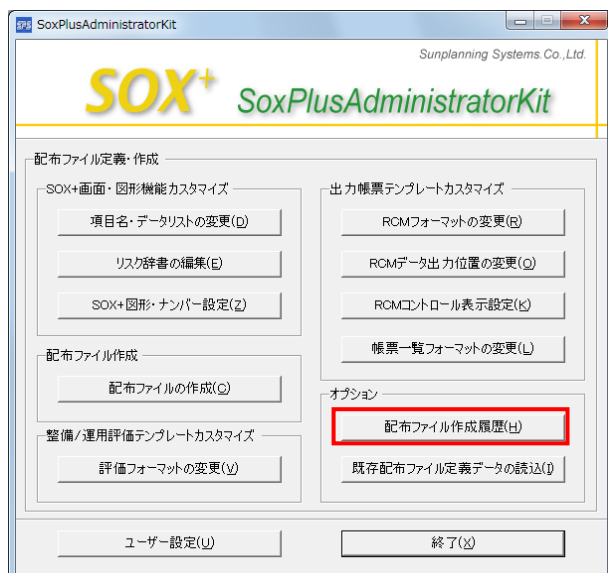 SPS SoxPlusAdministratorKit
Sunplanning Systems.Co.,Ltd.
SOX+ SoxPlusAdministratorKit
配布ファイル定義・作成
SOX+画面・図形機能カスタマイズ
項目名・データリストの変更(D)
リスク辞書の編集(E)
SOX+図形・ナンバー設定(Z)
配布ファイル作成
配布ファイルの作成(C)
整備/運用評価テンプレートカスタマイズ
評価フォーマットの変更(V)
出力帳票テンプレートカスタマイズ
RCMフォーマットの変更(R)
RCMデータ出力位置の変更(O)
RCMコントロール表示設定(K)
帳票一覧フォーマットの変更(L)
オプション
配布ファイル作成履歴(H)
既存配布ファイル定義データの読込(I)
ユーザー設定(U)
終了(X)